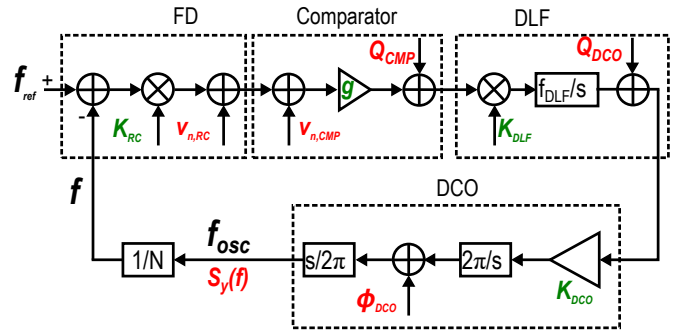 FD
Comparator
DLF
Q_CMP
Q_DCO
f_ref
+
-
g
f_DLF/s
K_RC
v_n,RC
v_n,CMP
K_DLF
f
DCO
f_osc
1/N
s/2π
2π/s
S_y(f)
Φ_DCO
K_DCO